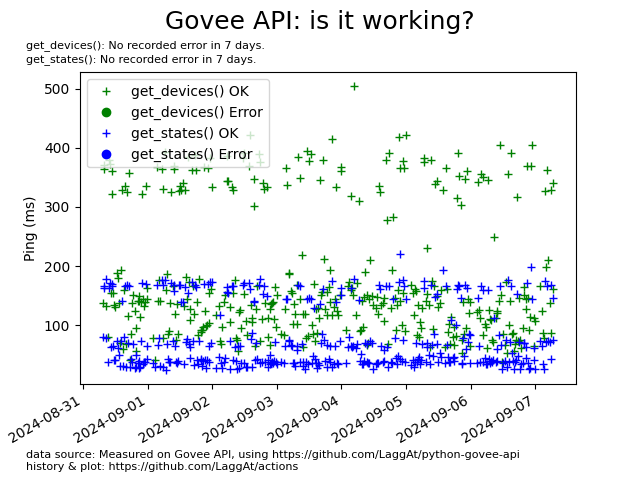 Govee API: is it working?
get_devices(): No recorded error in 7 days.
get_states(): No recorded error in 7 days.
get_devices() OK
get_devices() Error
get_states() OK
get_states() Error
Ping (ms)
500
400
300
200
100
2024-08-31
2024-09-01
2024-09-02
2024-09-03
2024-09-04
2024-09-05
2024-09-06
2024-09-07
data source: Measured on Govee API, using https://github.com/LaggAt/python-govee-api
history & plot: https://github.com/LaggAt/actions